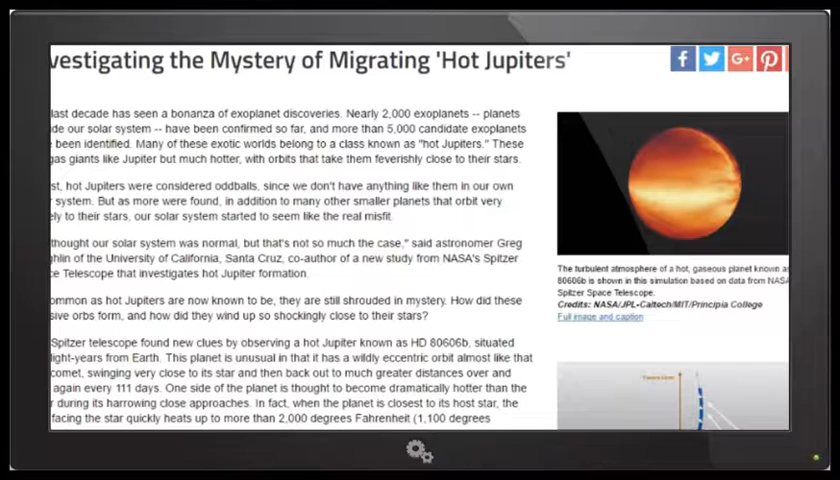 vestigating the Mystery of Migrating 'Hot Jupiters'
last decade has seen a bonanza of exoplanet discoveries. Nearly 2,000 exoplanets -- planets
de our solar system -- have been confirmed so far, and more than 5,000 candidate exoplanets
been identified. Many of these exotic worlds belong to a class known as "hot Jupiters." These
gas giants like Jupiter but much hotter, with orbits that take them feverishly close to their stars.
st, hot Jupiters were considered oddballs, since we don't have anything like them in our own
system. But as more were found, in addition to many other smaller planets that orbit very
ely to their stars, our solar system started to seem like the real misfit.
thought our solar system was normal, but that's not so much the case," said astronomer Greg
ghlin of the University of California, Santa Cruz, co-author of a new study from NASA's Spitzer
ce Telescope that investigates hot Jupiter formation.
ommon as hot Jupiters are now known to be, they are still shrouded in mystery. How did these
sive orbs form, and how did they wind up so shockingly close to their stars?
Spitzer telescope found new clues by observing a hot Jupiter known as HD 80606b, situated
light-years from Earth. This planet is unusual in that it has a wildly eccentric orbit almost like that
comet, swinging very close to its star and then back out to much greater distances over and
again every 111 days. One side of the planet is thought to become dramatically hotter than the
r during its harrowing close approaches. In fact, when the planet is closest to its host star, the
facing the star quickly heats up to more than 2,000 degrees Fahrenheit (1,100 degrees
f G+
The turbulent atmosphere of a hot, gaseous planet known as
80606b is shown in this simulation based on data from NAS
Spitzer Space Telescope.
Credits: NASA/JPL-Caltech/MIT/Principia College
Full image and caption